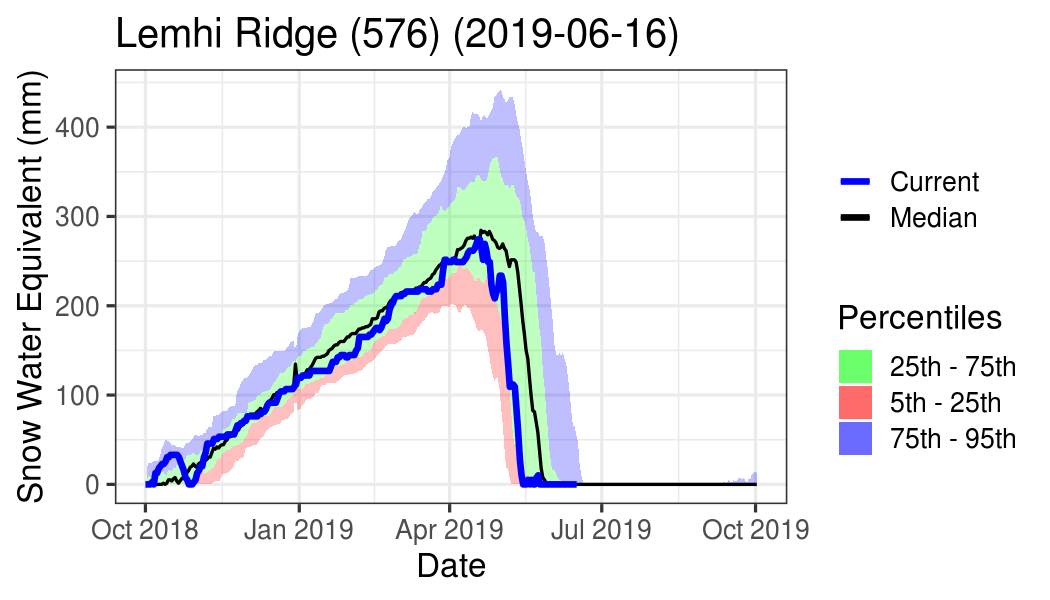 Lemhi Ridge (576) (2019-06-16)
Snow Water Equivalent (mm)
400
300
200
100
0
Oct 2018 Jan 2019 Apr 2019 Jul 2019 Oct 2019
Date
Current
Median
Percentiles
25th - 75th
5th - 25th
75th - 95th